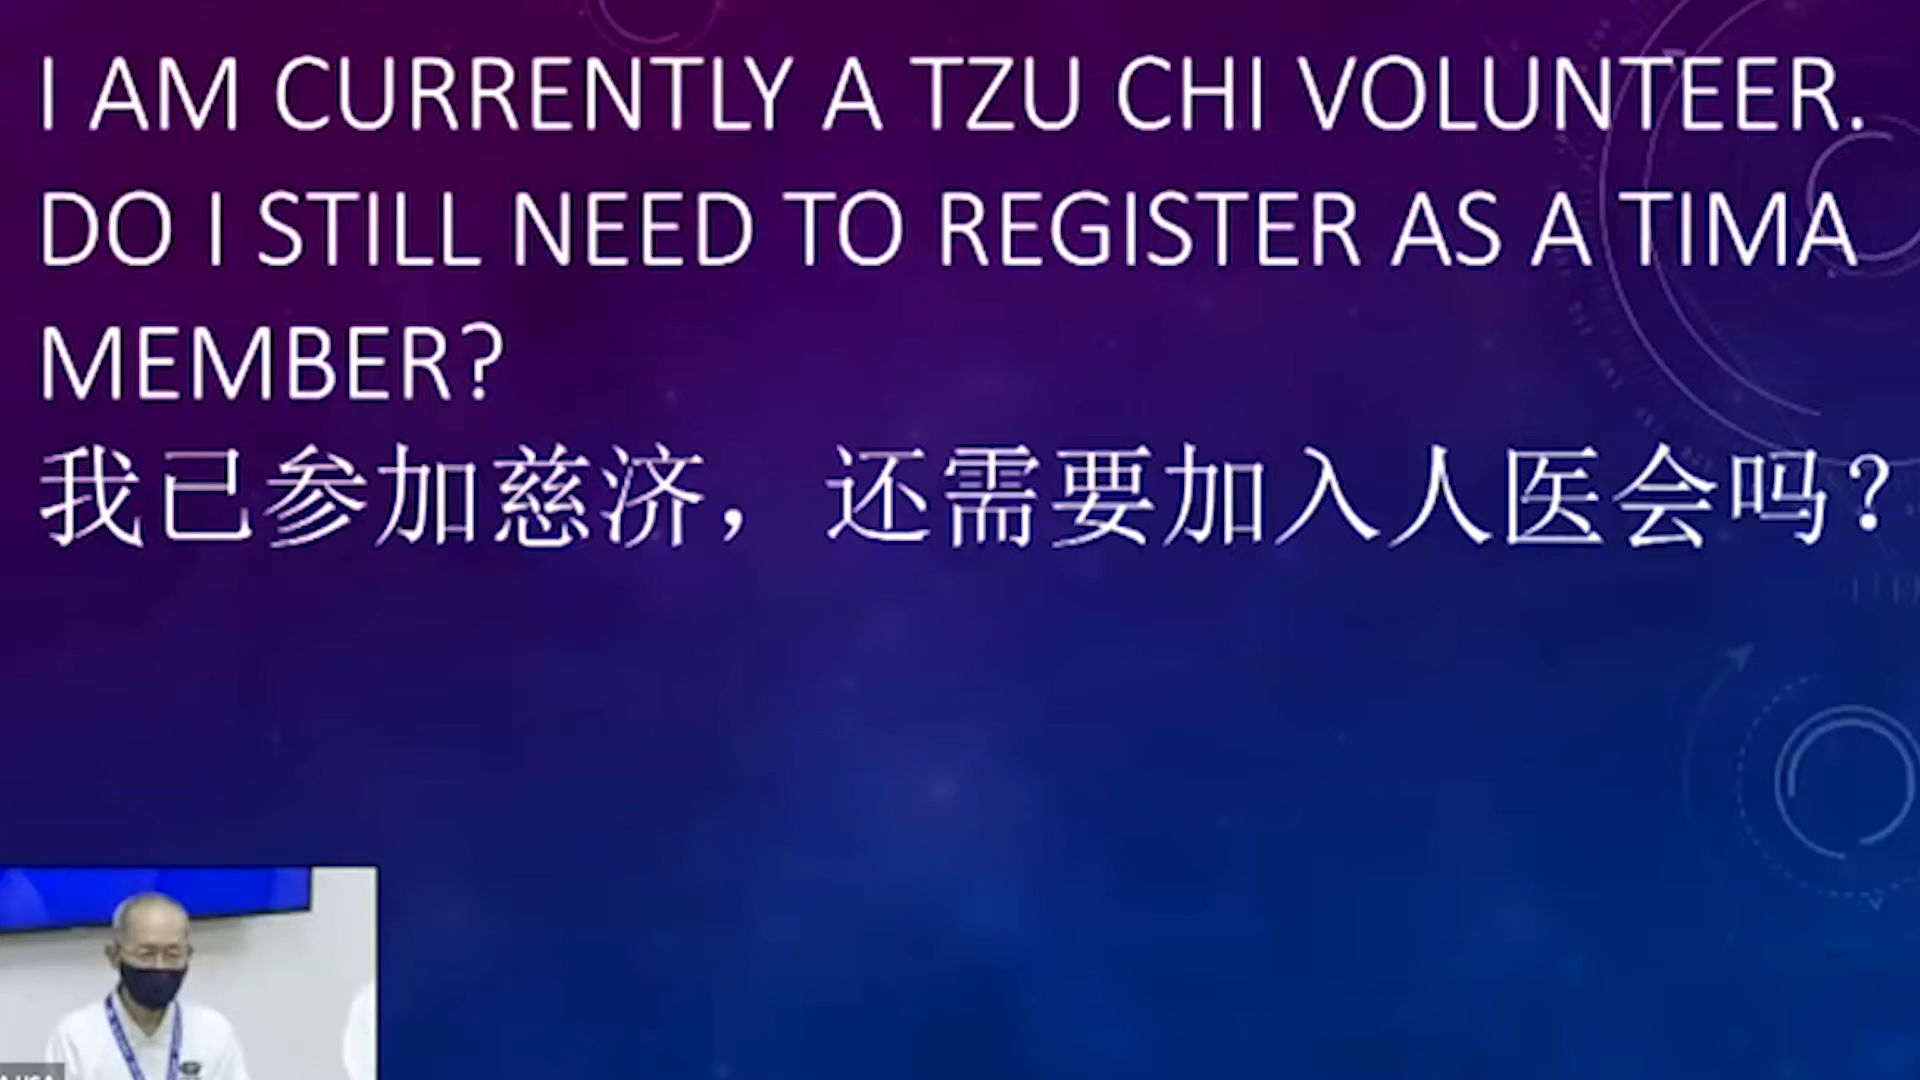 I AM CURRENTLY A TZU CHI VOLUNTEER.
DO I STILL NEED TO REGISTER AS A TIMA
MEMBER?
我已参加慈济，还需要加入人医会吗？